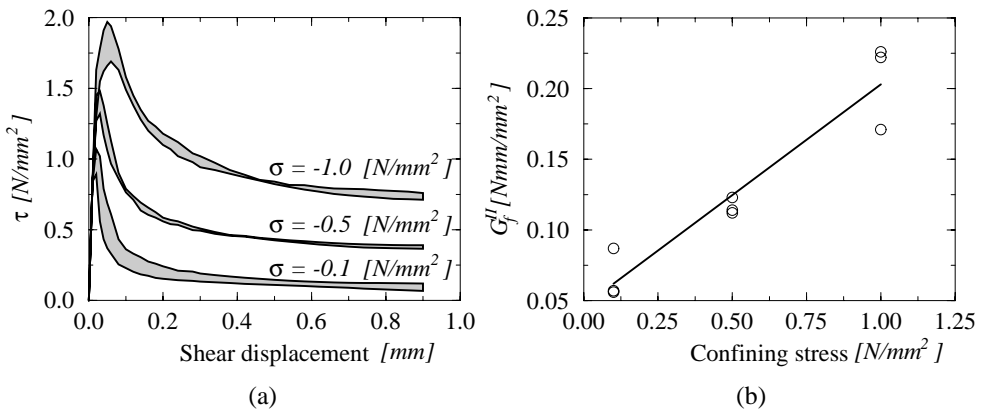 2.0
1.5
1.0
0.5
0.0
τ [N/mm²]
σ = -1.0 [N/mm²]
σ = -0.5 [N/mm²]
σ = -0.1 [N/mm²]
0.0 0.2 0.4 0.6 0.8 1.0
Shear displacement [mm]
(a)
0.25
0.20
0.15
0.10
0.05
G_f^II [Nmm/mm²]
0.00 0.25 0.50 0.75 1.00 1.25
Confining stress [N/mm²]
(b)